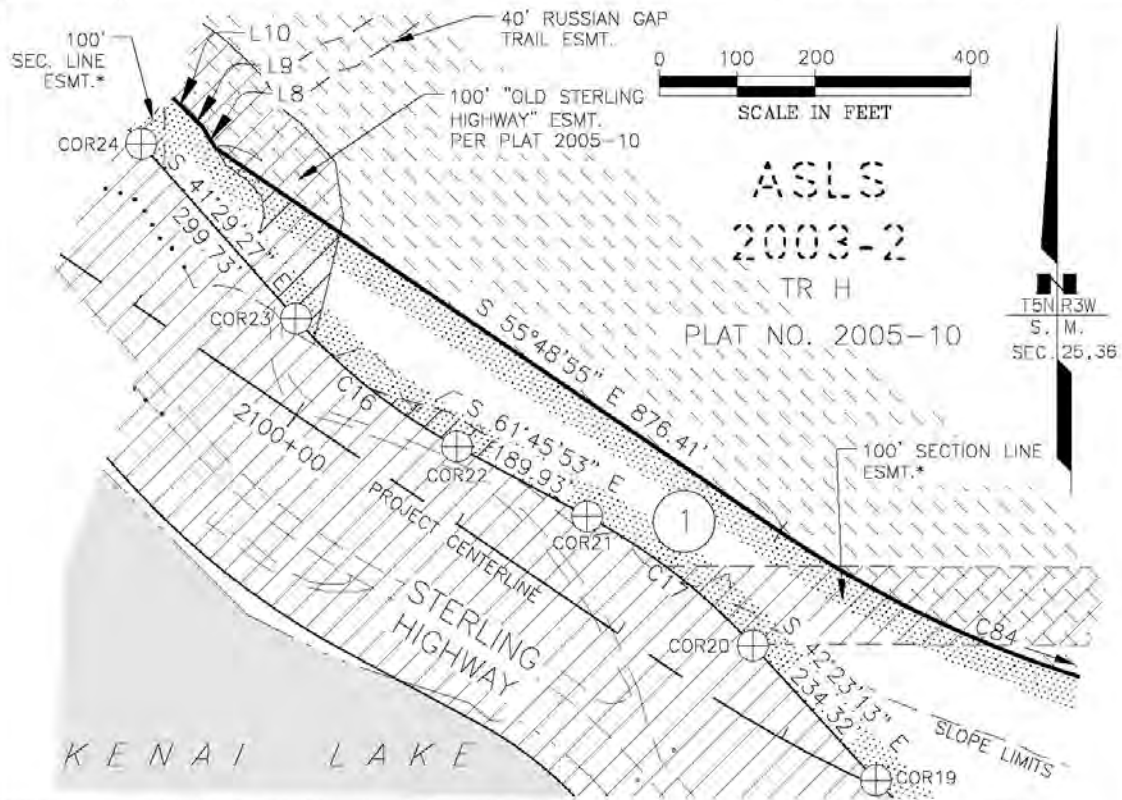 100'
SEC. LINE
ESMT.*
L10
L9
L8
40' RUSSIAN GAP
TRAIL ESMT.
100' "OLD STERLING
HIGHWAY" ESMT.
PER PLAT 2005-10
0 100 200 400
SCALE IN FEET
ASLS
2003-2
TR H
PLAT NO. 2005-10
N
T5N R3W
S. M.
SEC. 25,36
COR24
S 41°29'27" E
299.73'
COR23
C16
2100+00
S 55°48'55" E 876.41'
S 61°45'53" E
189.93'
COR22
COR21
1
100' SECTION LINE
ESMT.*
PROJECT CENTERLINE
C17
STERLING
HIGHWAY
COR20
S 42°23'13" E
234.32'
C84
SLOPE LIMITS
COR19
KENAI LAKE